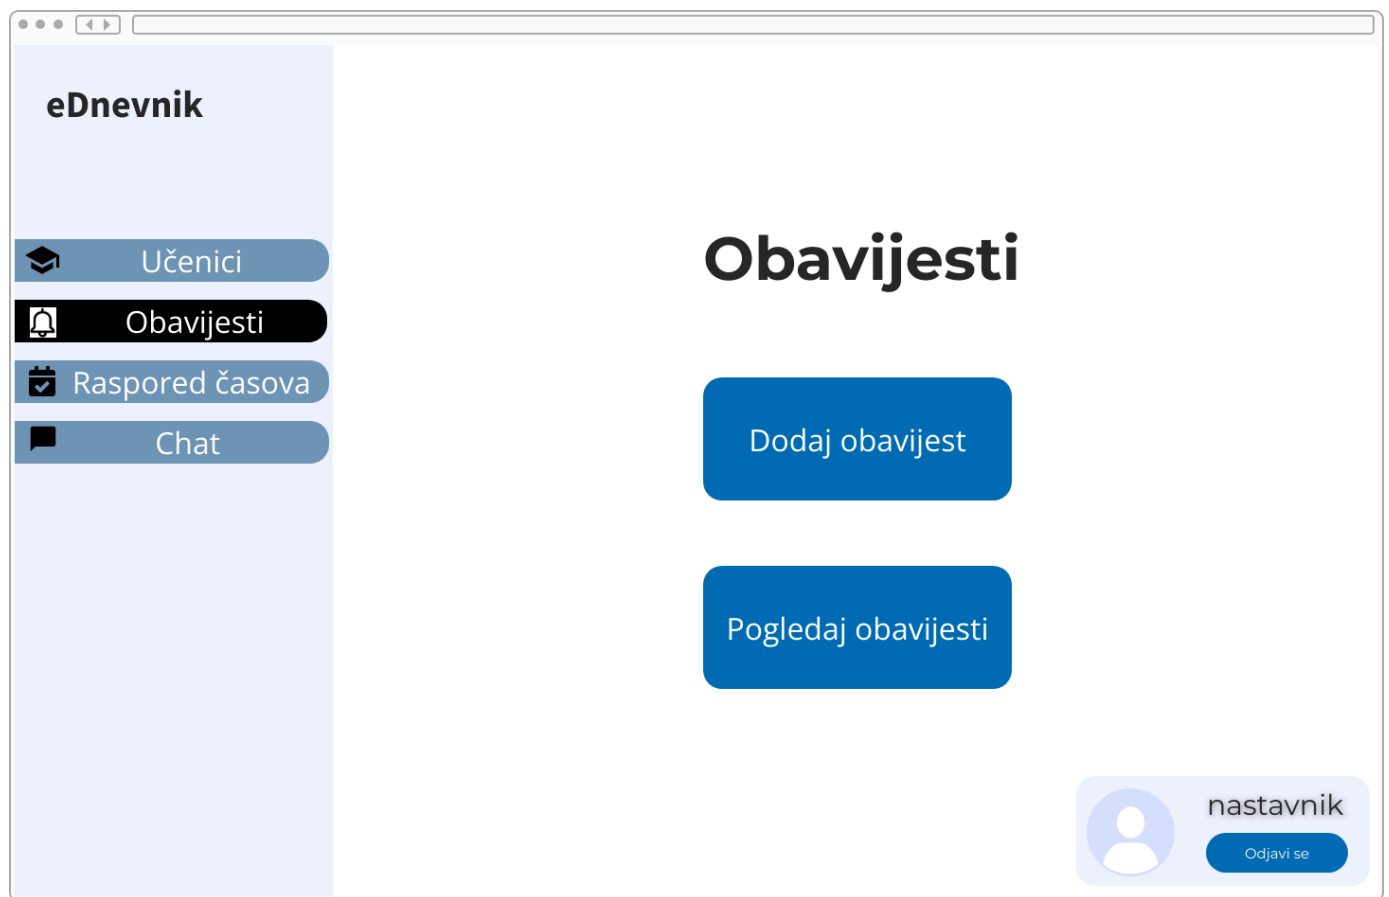 eDnevnik
Učenici
Obavijesti
Raspored časova
Chat
Obavijesti
Dodaj obavijest
Pogledaj obavijesti
nastavnik
Odjavi se